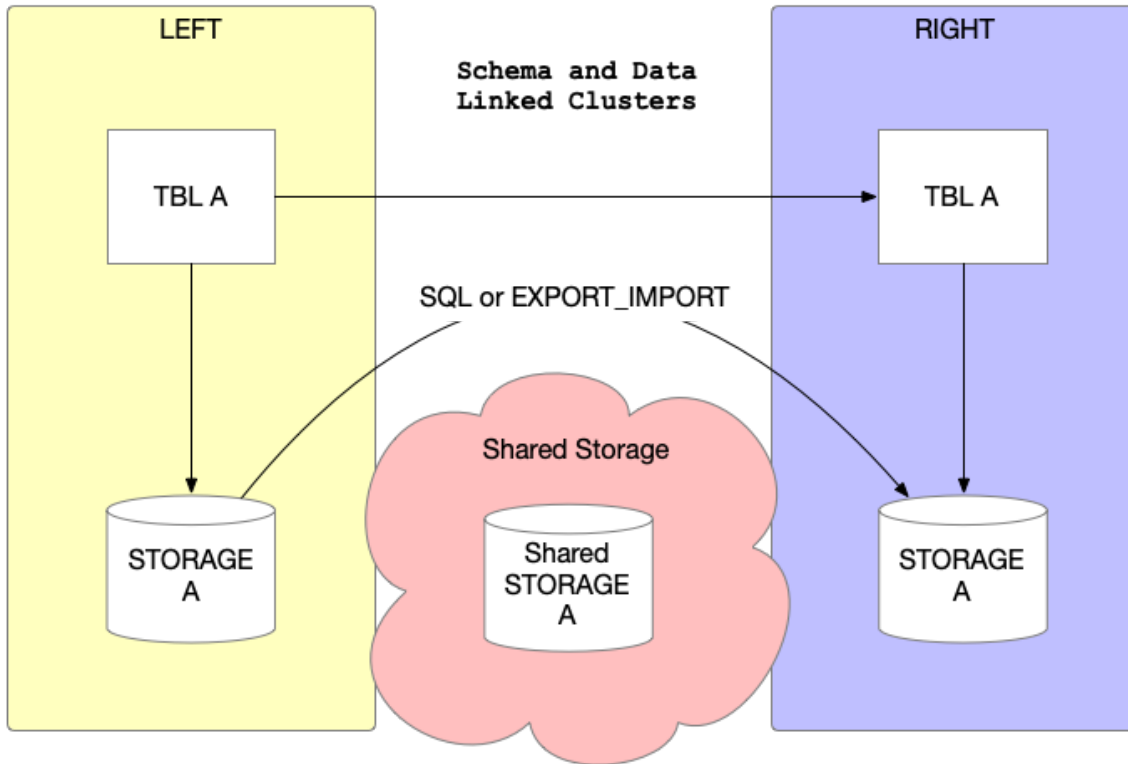 LEFT
RIGHT
Schema and Data
Linked Clusters
TBL A
TBL A
SQL or EXPORT_IMPORT
Shared Storage
STORAGE
A
Shared
STORAGE
A
STORAGE
A